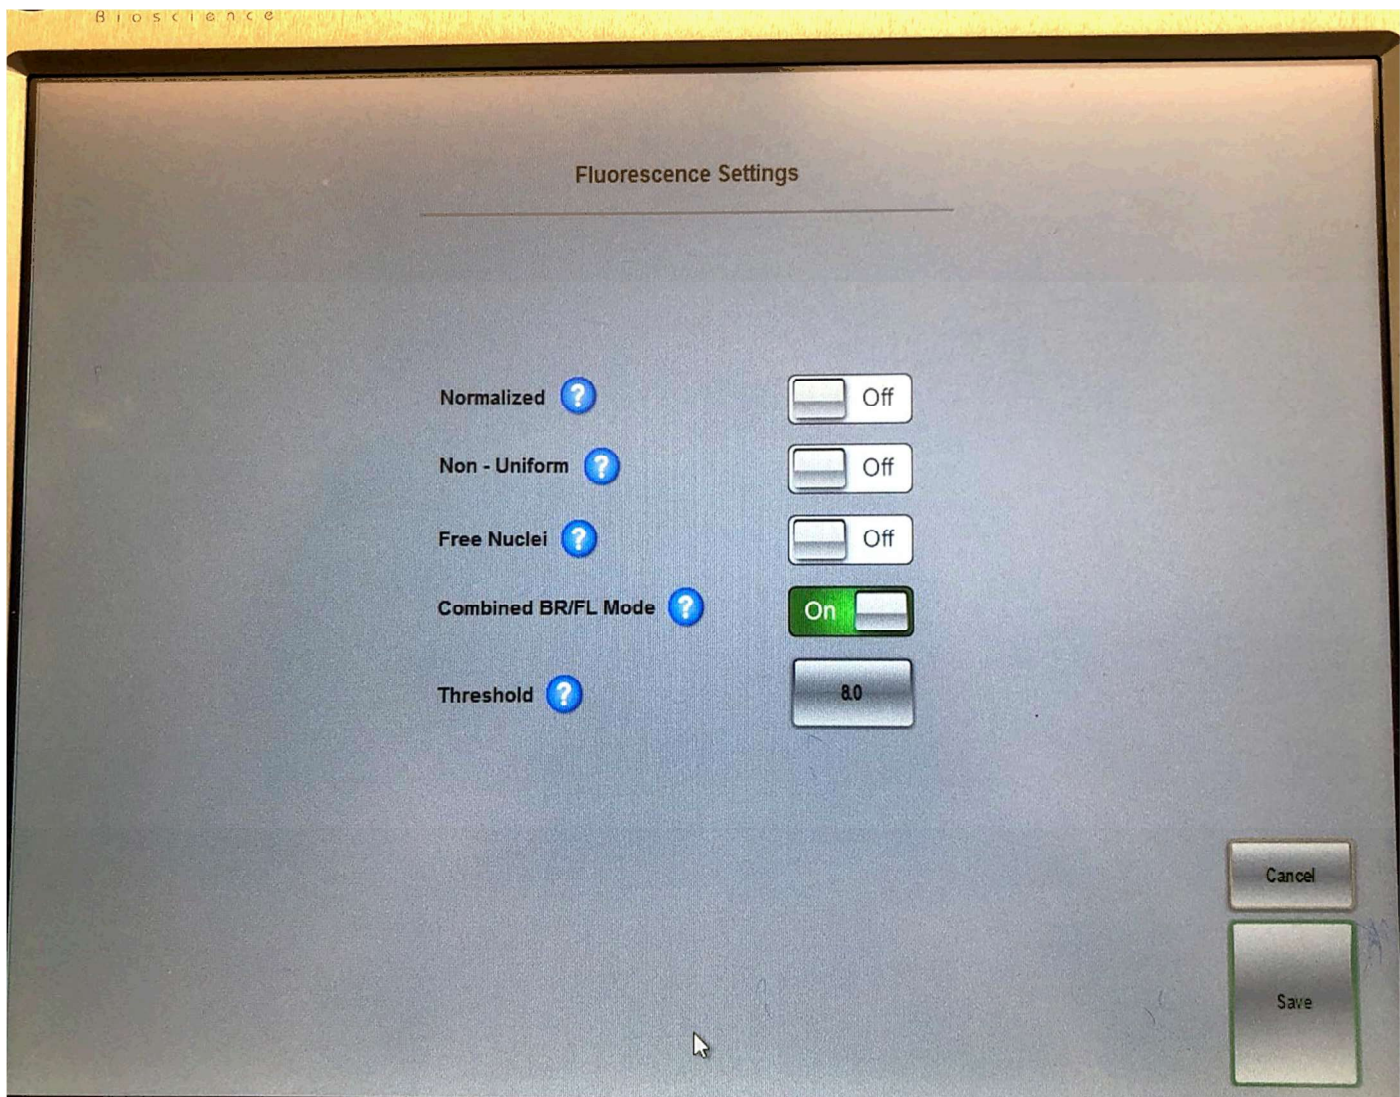 Bioscience
Fluorescence Settings
Normalized ? Off
Non - Uniform ? Off
Free Nuclei ? Off
Combined BR/FL Mode ? On
Threshold ? 8.0
Cancel
Save